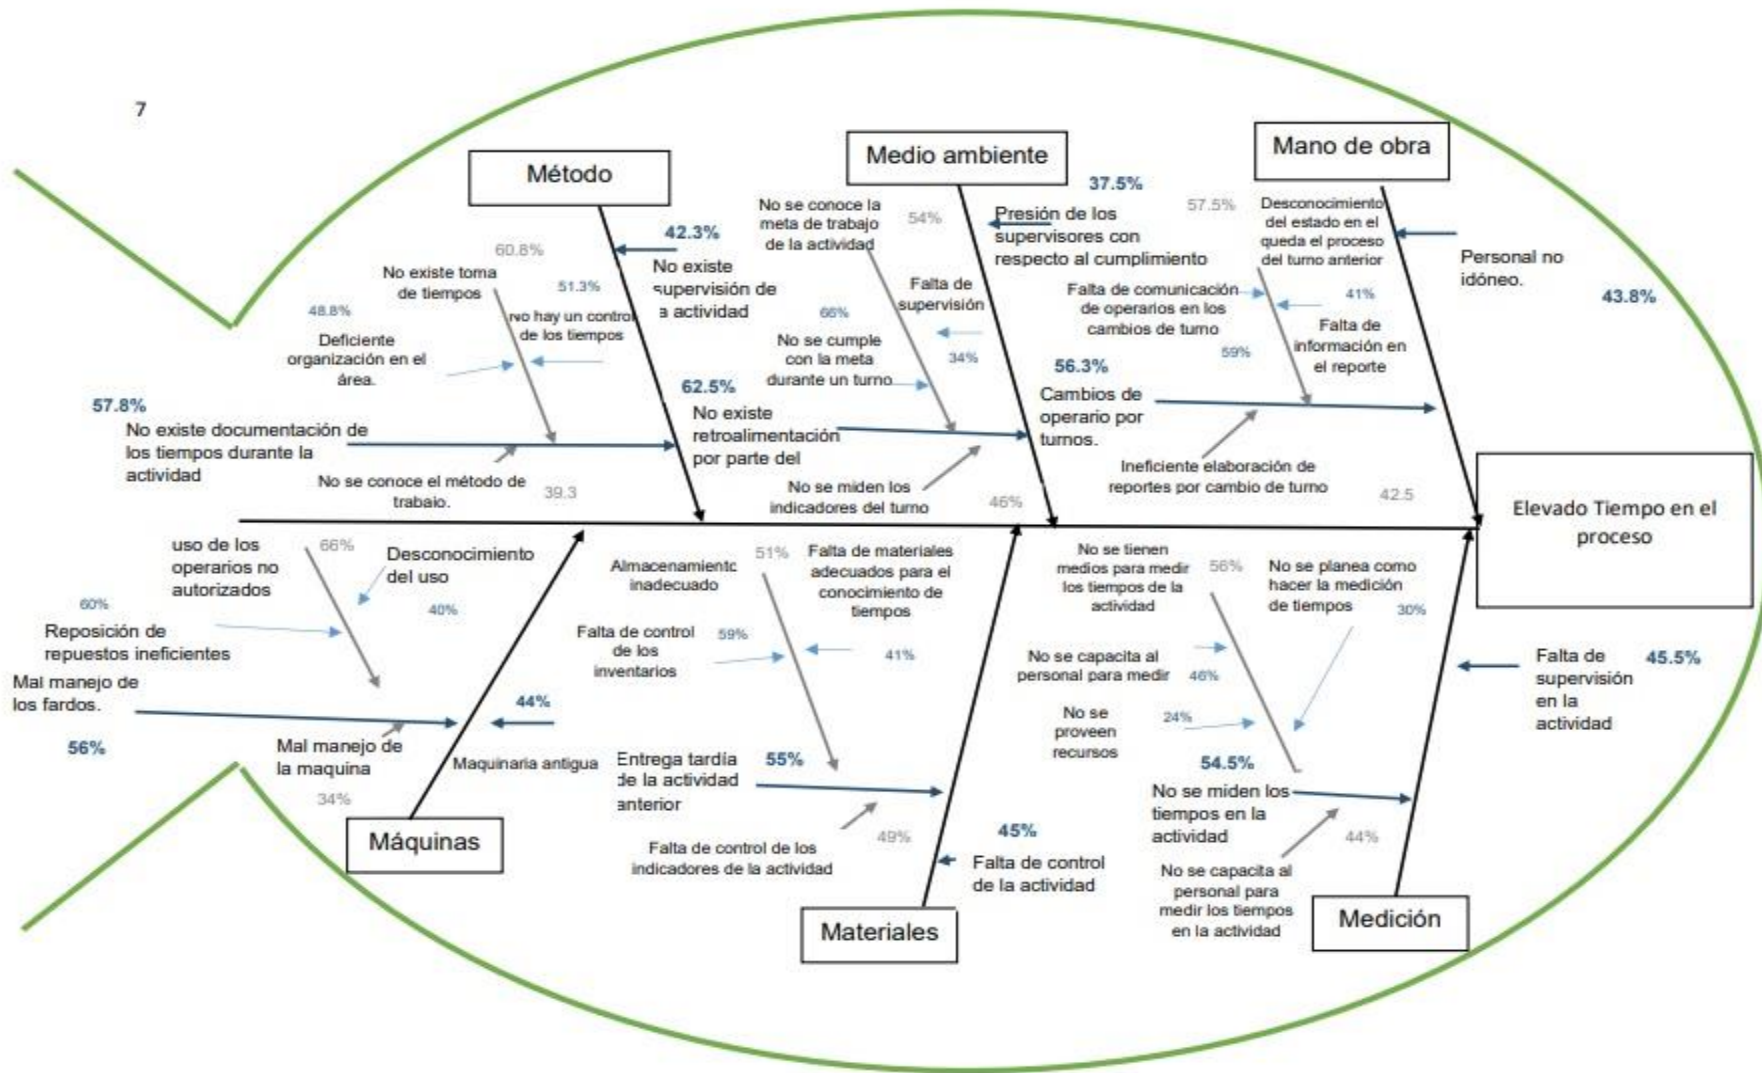 7
Método
Medio ambiente
Mano de obra
60.8%
No existe toma
de tiempos
51.3%
No hay un control
de los tiempos
48.8%
Deficiente
organización en el
área.
42.3%
No existe
supervisión de
a actividad
57.8%
No existe documentación de
los tiempos durante la
actividad
No se conoce el método de
trabajo.
39.3
No se conoce la
meta de trabajo
de la actividad
54%
37.5%
Presión de los
supervisores con
respecto al cumplimiento
Falta de
supervisión
34%
66%
No se cumple
con la meta
durante un turno
62.5%
No existe
retroalimentación
por parte del
No se miden los
indicadores del turno
46%
57.5%
Desconocimiento
del estado en el
queda el proceso
del turno anterior
Personal no
idóneo.
43.8%
Falta de comunicación
de operarios en los
cambios de turno
59%
41%
Falta de
información en
el reporte
56.3%
Cambios de
operario por
turnos.
Ineficiente elaboración de
reportes por cambio de turno
42.5
Elevado Tiempo en el
proceso
uso de los
operarios no
autorizados
66%
Desconocimiento
del uso
40%
60%
Reposición de
repuestos ineficientes
Mal manejo de
los fardos.
56%
Mal manejo de
la maquina
34%
44%
Maquinaria antigua
Máquinas
Almacenamiento
inadecuado
51%
Falta de materiales
adecuados para el
conocimiento de
tiempos
41%
Falta de control
de los
inventarios
59%
Entrega tardía
de la actividad
anterior
55%
Falta de control de los
indicadores de la actividad
49%
45%
Falta de control
de la actividad
Materiales
No se tienen
medios para medir
los tiempos de la
actividad
56%
No se planea como
hacer la medición
de tiempos
30%
No se capacita al
personal para medir
46%
No se
proveen
recursos
24%
54.5%
No se miden los
tiempos en la
actividad
No se capacita al
personal para
medir los tiempos
en la actividad
44%
Falta de
supervisión
en la
actividad
45.5%
Medición